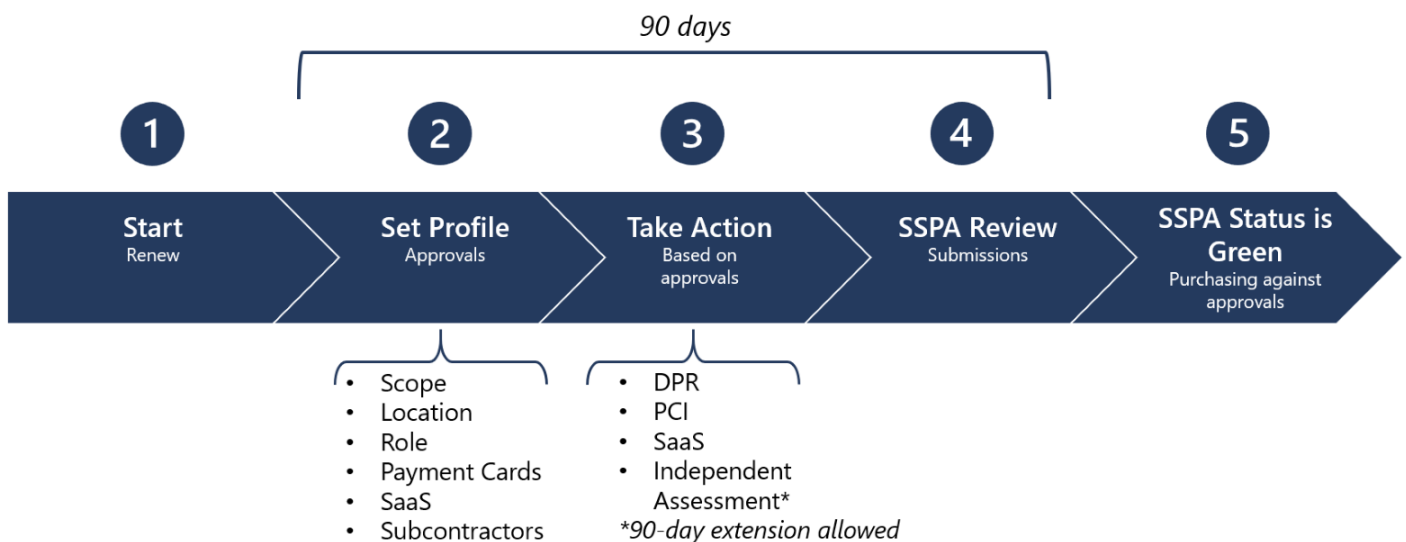 90 days
1
2
3
4
5
Start
Renew
Set Profile
Approvals
Take Action
Based on
approvals
SSPA Review
Submissions
SSPA Status is
Green
Purchasing against
approvals
• Scope
• Location
• Role
• Payment Cards
• SaaS
• Subcontractors
• DPR
• PCI
• SaaS
• Independent
Assessment*
*90-day extension allowed